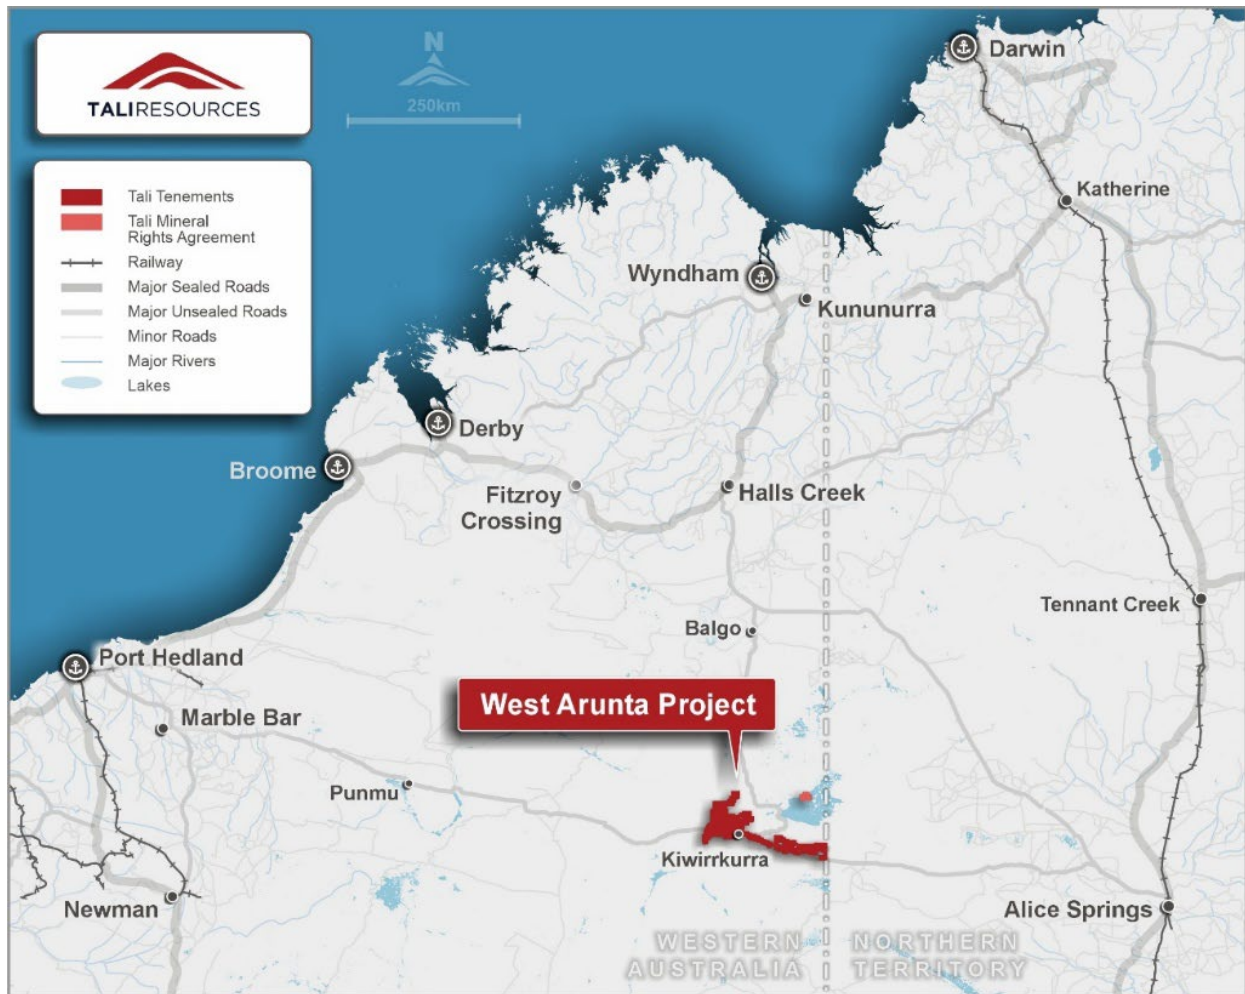 TALIRESOURCES
N
250km
Tali Tenements
Tali Mineral
Rights Agreement
Railway
Major Sealed Roads
Major Unsealed Roads
Minor Roads
Major Rivers
Lakes
Darwin
Katherine
Wyndham
Kununurra
Derby
Broome
Fitzroy
Crossing
Halls Creek
Tennant Creek
Balgo
Port Hedland
West Arunta Project
Marble Bar
Punmu
Kiwirrkurra
Newman
Alice Springs
WESTERN
AUSTRALIA
NORTHERN
TERRITORY